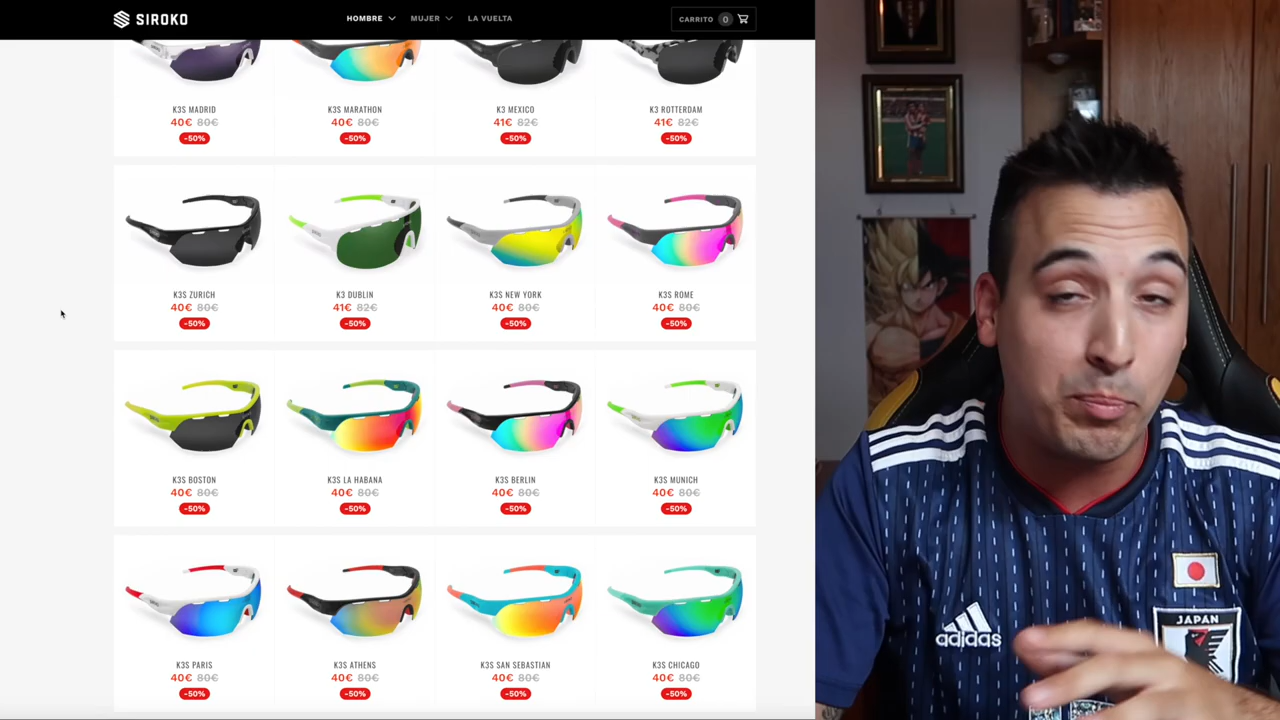 SIROKO
HOMBRE
MUJER
LA VUELTA
CARRITO 0
K3S MADRID
40€ 80€
-50%
K3S MARATHON
40€ 80€
-50%
K3 MEXICO
41€ 82€
-50%
K3 ROTTERDAM
41€ 82€
-50%
K3S ZURICH
40€ 80€
-50%
K3 DUBLIN
41€ 82€
-50%
K3S NEW YORK
40€ 80€
-50%
K3S ROME
40€ 80€
-50%
K3S BOSTON
40€ 80€
-50%
K3S LA HABANA
40€ 80€
-50%
K3S BERLIN
40€ 80€
-50%
K3S MUNICH
40€ 80€
-50%
K3S PARIS
40€ 80€
-50%
K3S ATHENS
40€ 80€
-50%
K3S SAN SEBASTIAN
40€ 80€
-50%
K3S CHICAGO
40€ 80€
-50%
adidas
JAPAN